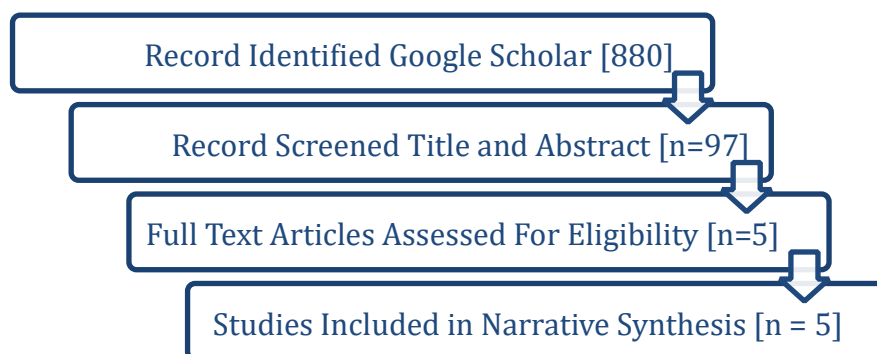 Record Identified Google Scholar [880]
Record Screened Title and Abstract [n=97]
Full Text Articles Assessed For Eligibility [n=5]
Studies Included in Narrative Synthesis [n = 5]